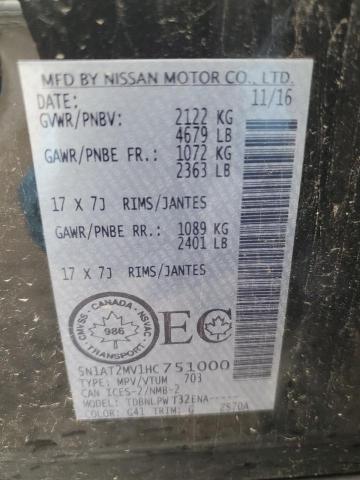 MFD BY NISSAN MOTOR CO., LTD.
DATE: 11/16
GVWR/PNBV: 2122 KG
4679 LB
GAWR/PNBE FR.: 1072 KG
2363 LB
17 X 7J RIMS/JANTES
GAWR/PNBE RR.: 1089 KG
2401 LB
17 X 7J RIMS/JANTES
CANADA
CMVSS NSVAC
986
EC
5N1AT2MV1HC751000
TYPE: MPV/VTUM 703
CAN ICES-2/NMB-2
MODEL: TDBNLPWT32ENA-----
COLOR: G41 TRIM: G 2570A